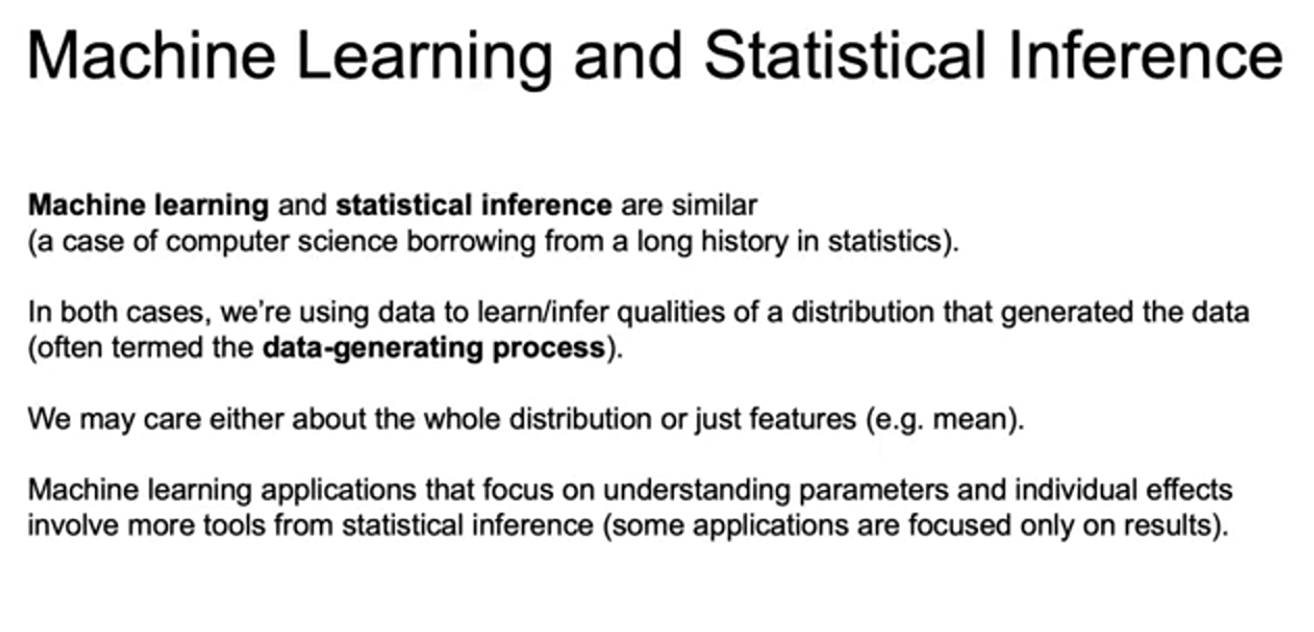 Machine Learning and Statistical Inference
Machine learning and statistical inference are similar
(a case of computer science borrowing from a long history in statistics).
In both cases, we're using data to learn/infer qualities of a distribution that generated the data
(often termed the data-generating process).
We may care either about the whole distribution or just features (e.g. mean).
Machine learning applications that focus on understanding parameters and individual effects
involve more tools from statistical inference (some applications are focused only on results).